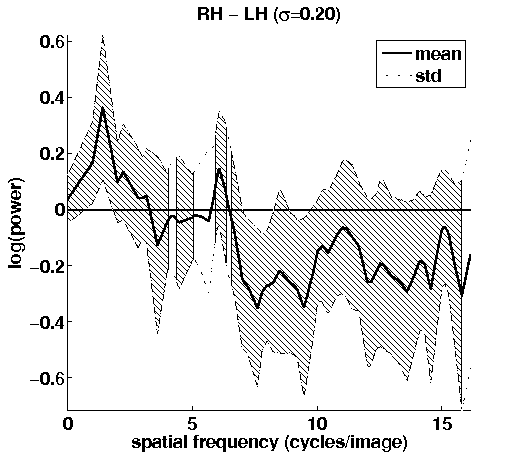 RH − LH (σ=0.20)
mean
std
0.6
0.4
0.2
0
−0.2
−0.4
−0.6
log(power)
0 5 10 15
spatial frequency (cycles/image)